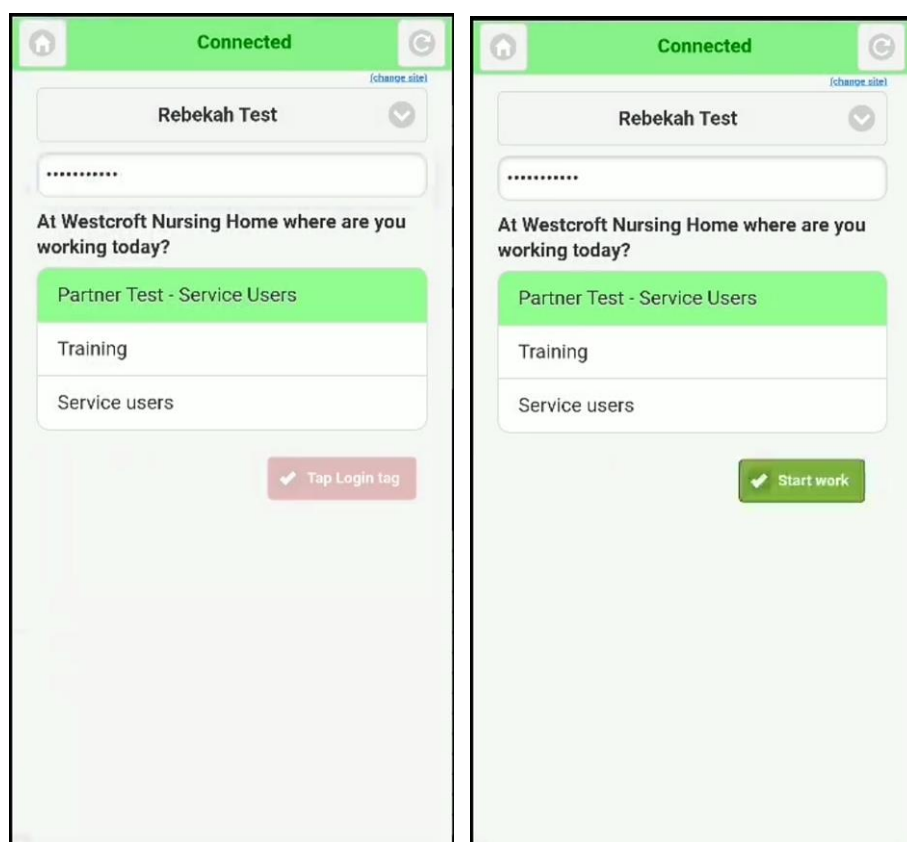 Connected
(change site)
Rebekah Test
•••••••••••
At Westcroft Nursing Home where are you
working today?
Partner Test - Service Users
Training
Service users
Tap Login tag
Connected
(change site)
Rebekah Test
•••••••••••
At Westcroft Nursing Home where are you
working today?
Partner Test - Service Users
Training
Service users
Start work